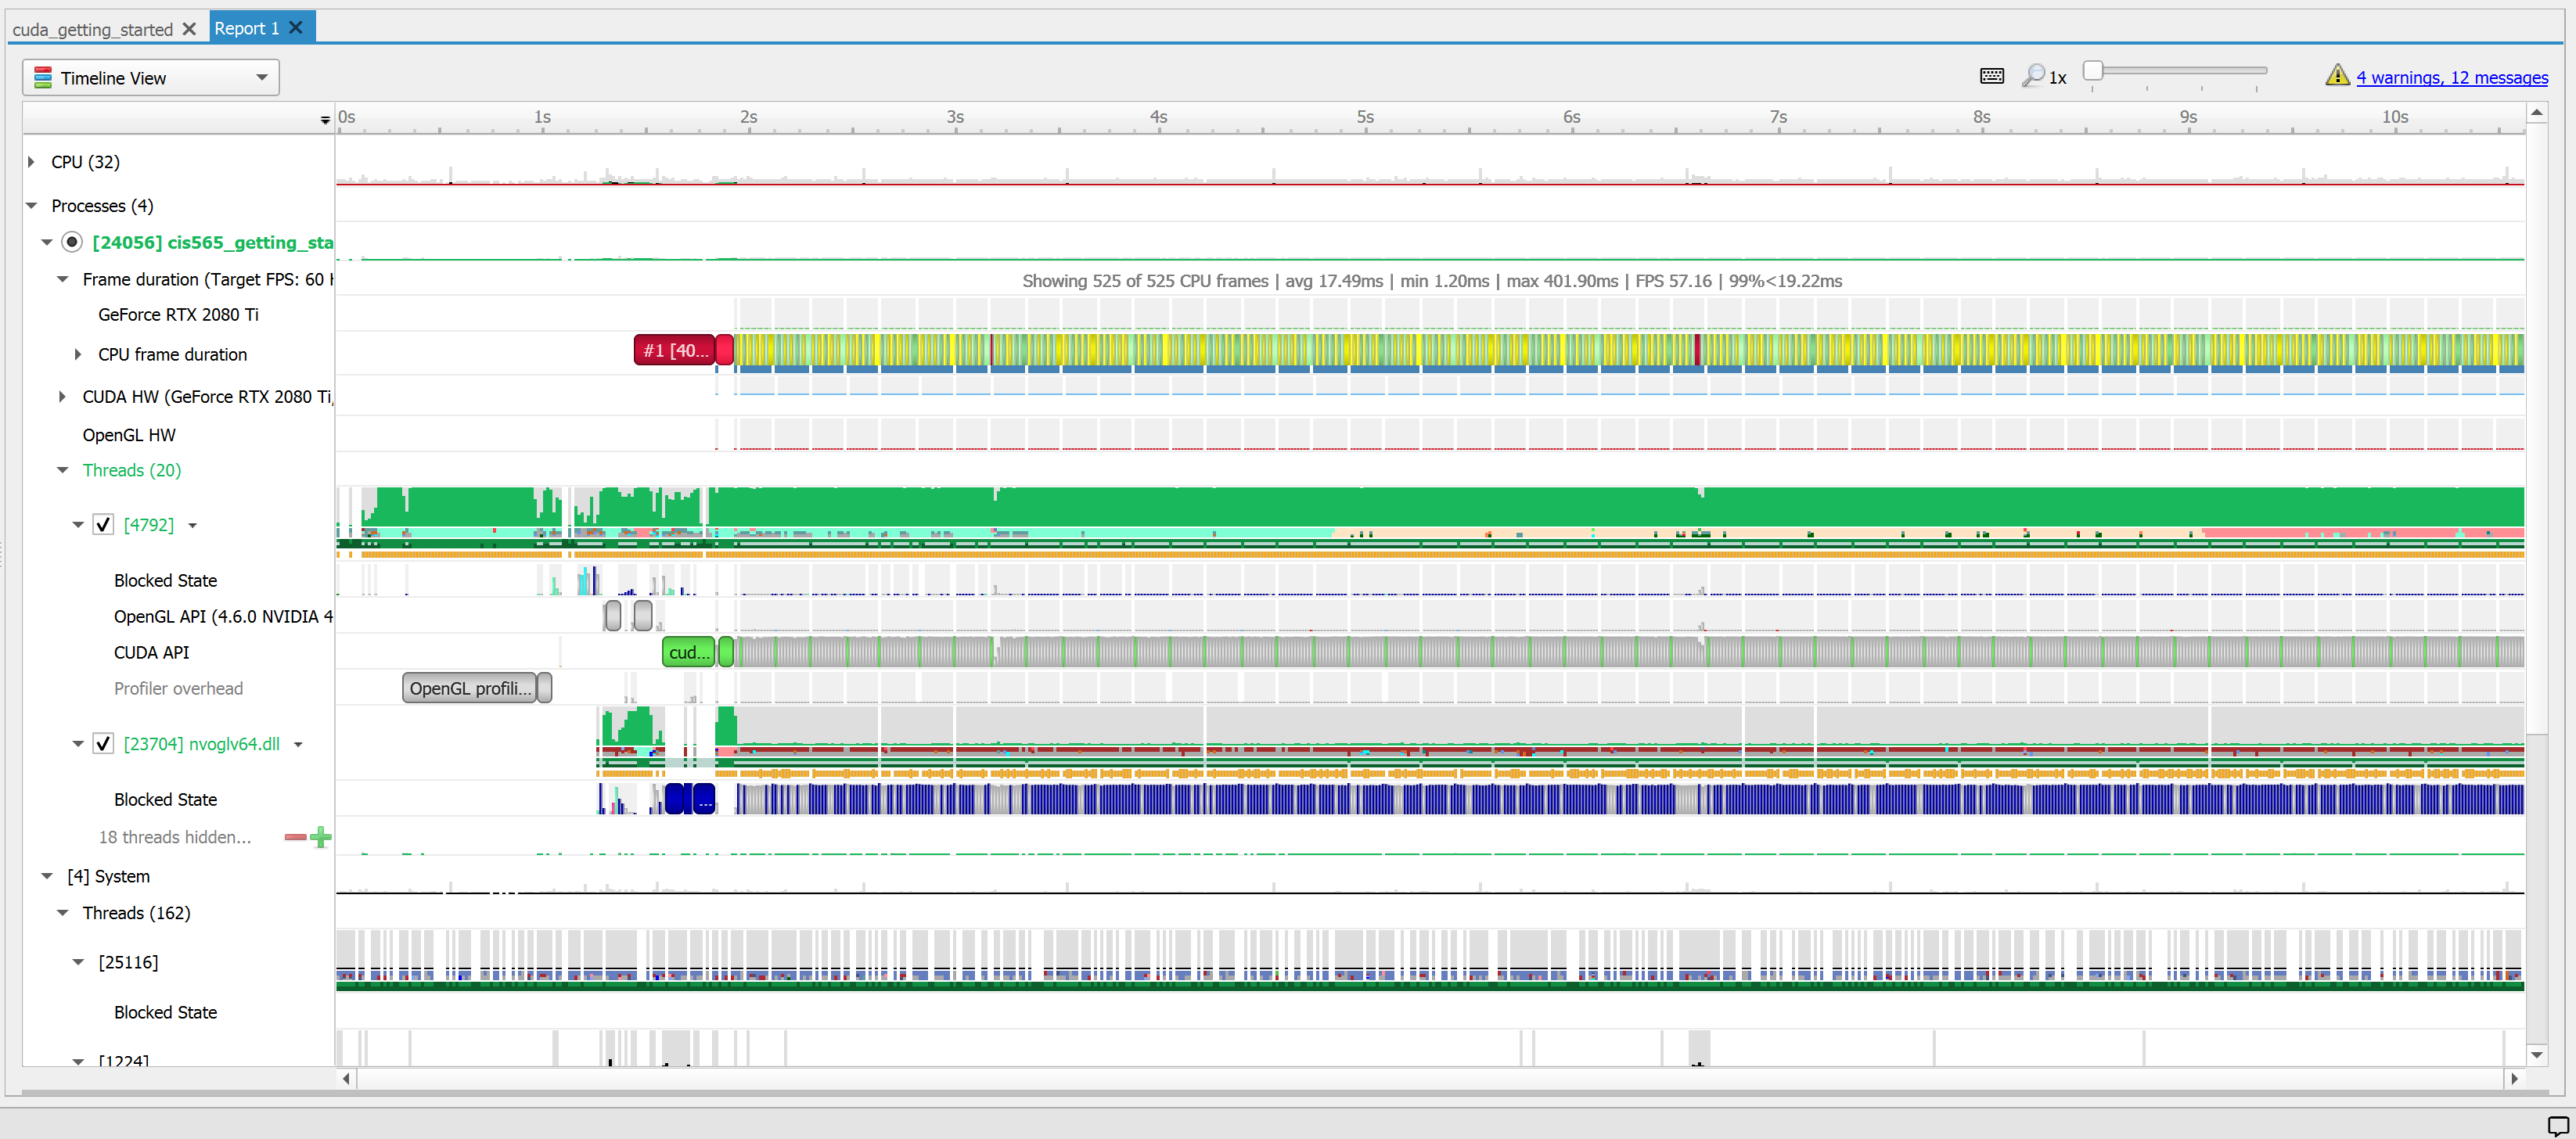 cuda_getting_started Report 1
Timeline View 1x 4 warnings, 12 messages
0s 1s 2s 3s 4s 5s 6s 7s 8s 9s 10s
CPU (32)
Processes (4)
[24056] cis565_getting_sta
Frame duration (Target FPS: 60 Showing 525 of 525 CPU frames | avg 17.49ms | min 1.20ms | max 401.90ms | FPS 57.16 | 99%<19.22ms
GeForce RTX 2080 Ti
CPU frame duration #1 [40...
CUDA HW (GeForce RTX 2080 Ti,
OpenGL HW
Threads (20)
[4792]
Blocked State
OpenGL API (4.6.0 NVIDIA 4
CUDA API cud...
Profiler overhead OpenGL profili...
[23704] nvoglv64.dll
Blocked State ...
18 threads hidden...
[4] System
Threads (162)
[25116]
Blocked State
[1224]